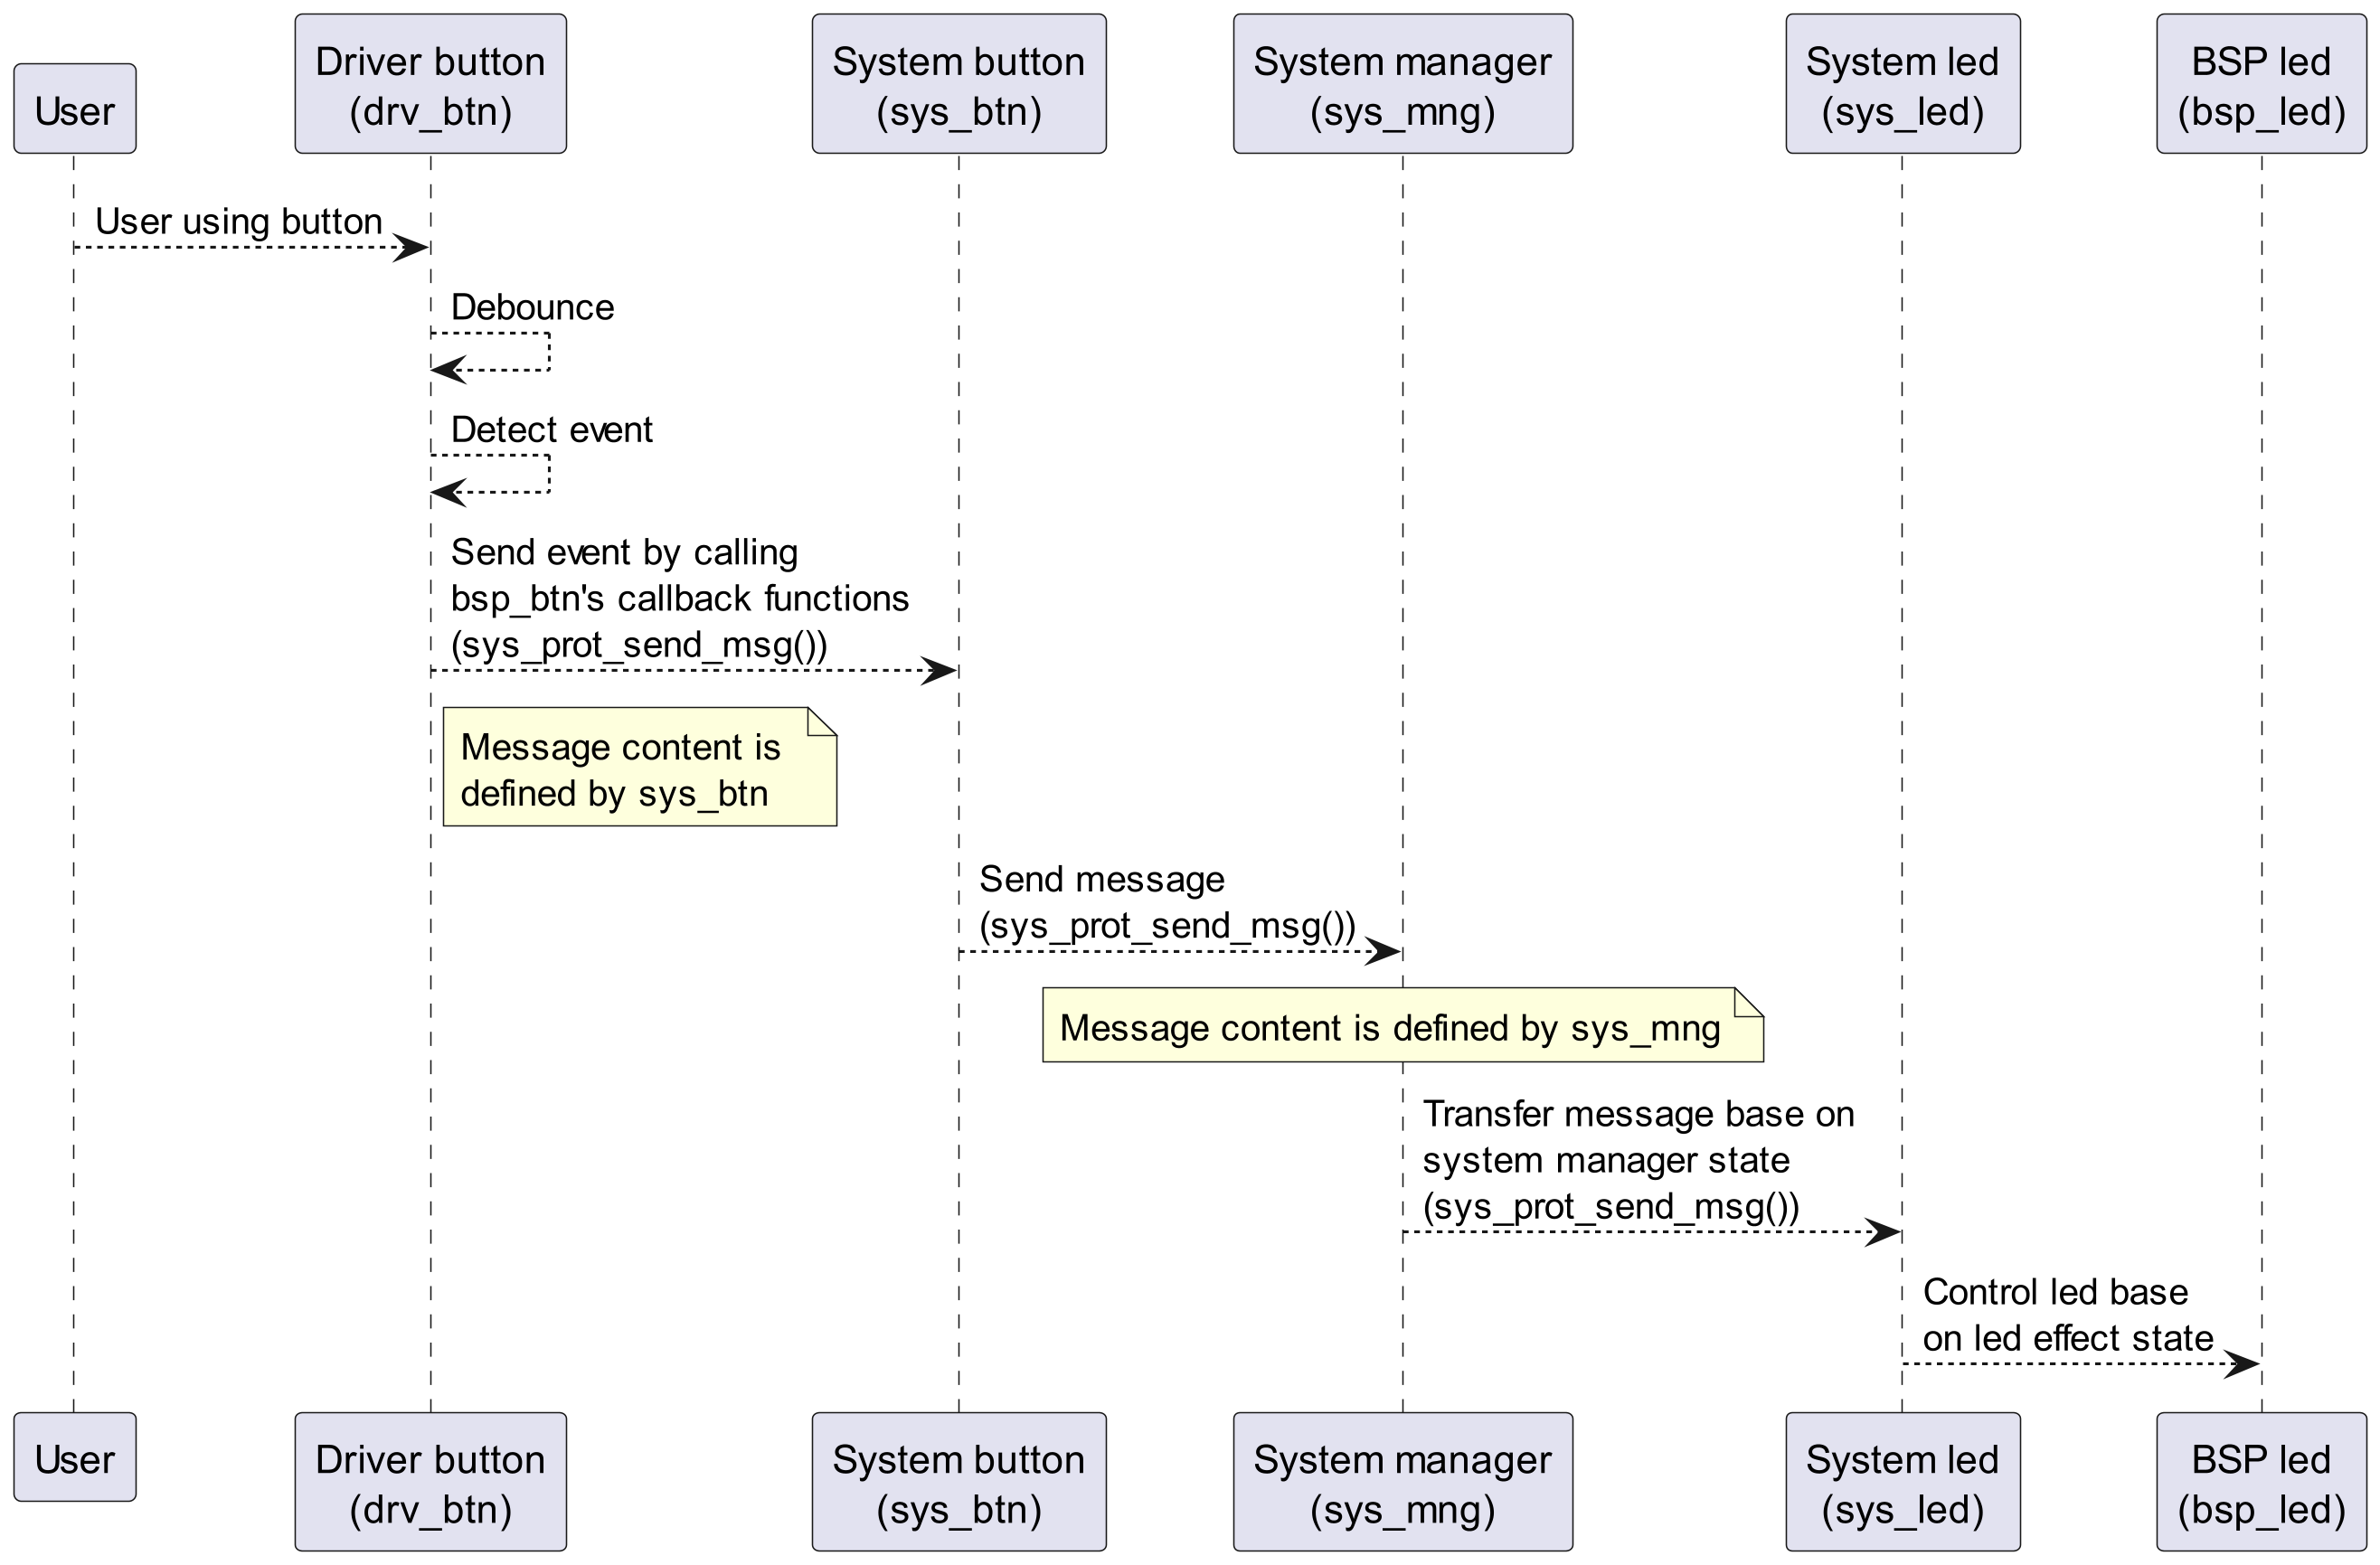 User
Driver button
(drv_btn)
System button
(sys_btn)
System manager
(sys_mng)
System led
(sys_led)
BSP led
(bsp_led)
User using button
Debounce
Detect event
Send event by calling
bsp_btn's callback functions
(sys_prot_send_msg())
Message content is
defined by sys_btn
Send message
(sys_prot_send_msg())
Message content is defined by sys_mng
Transfer message base on
system manager state
(sys_prot_send_msg())
Control led base
on led effect state
User
Driver button
(drv_btn)
System button
(sys_btn)
System manager
(sys_mng)
System led
(sys_led)
BSP led
(bsp_led)